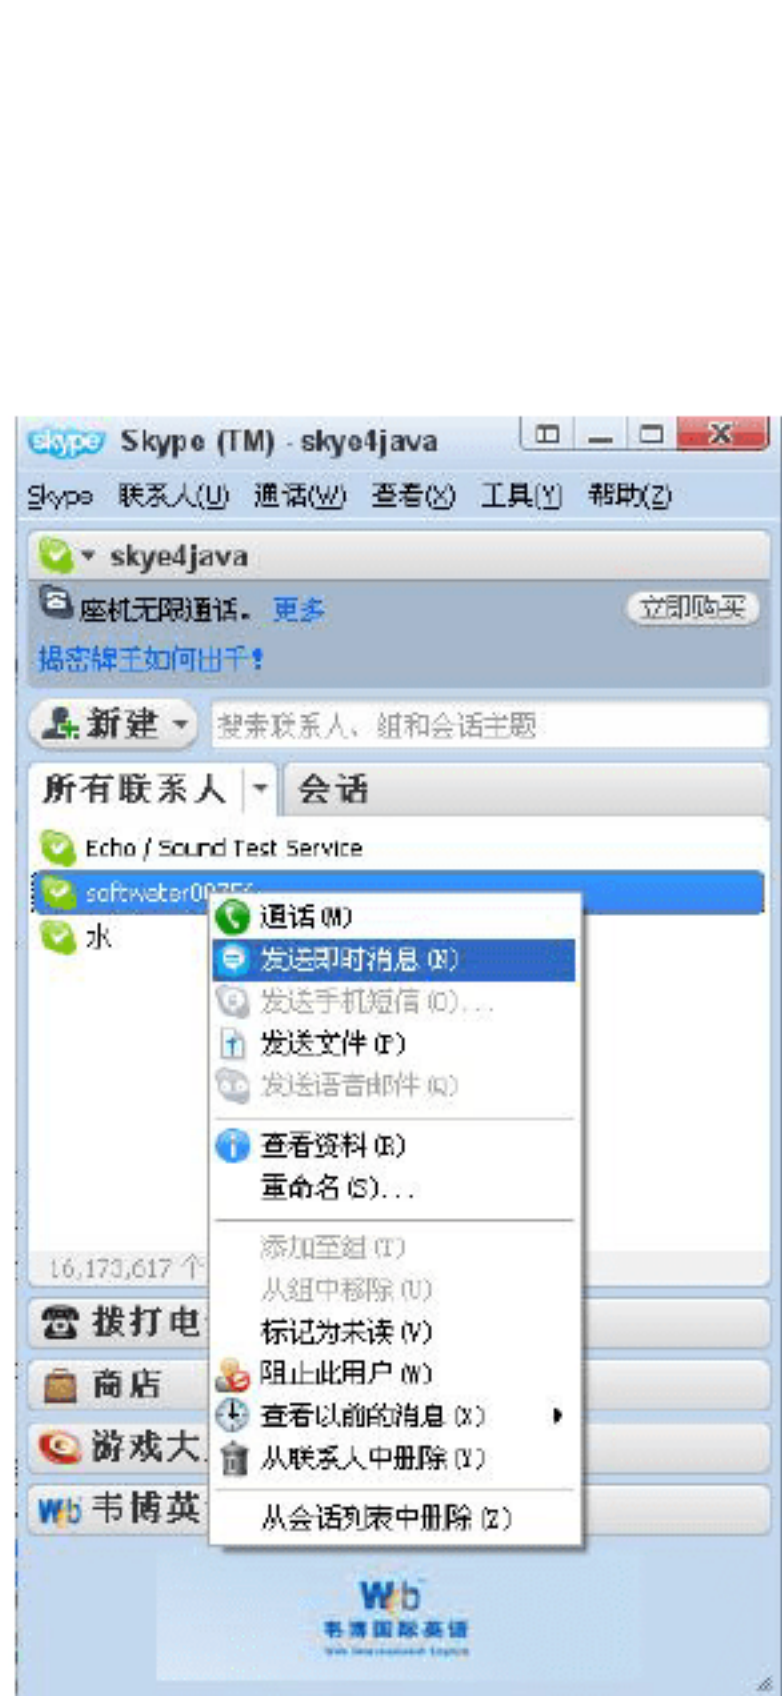 skype Skype (TM) - skye4java
Skype 联系人(U) 通话(W) 查看(X) 工具(Y) 帮助(Z)
skye4java
座机无限通话。 更多 立即购买
揭密牌王如何出千!
新建 搜索联系人、组和会话主题
所有联系人 会话
Echo / Sound Test Service
softwater
水
通话(M)
发送即时消息(N)
发送手机短信(O)...
发送文件(P)
发送语音邮件(Q)
查看资料(R)
重命名(S)...
添加至组(T)
从组中移除(U)
标记为未读(V)
阻止此用户(W)
查看以前的消息(X)
从联系人中删除(Y)
从会话列表中删除(Z)
16,173,617 个
拨打电
商店
游戏大
Wb 韦博英
Wb
韦博国际英语